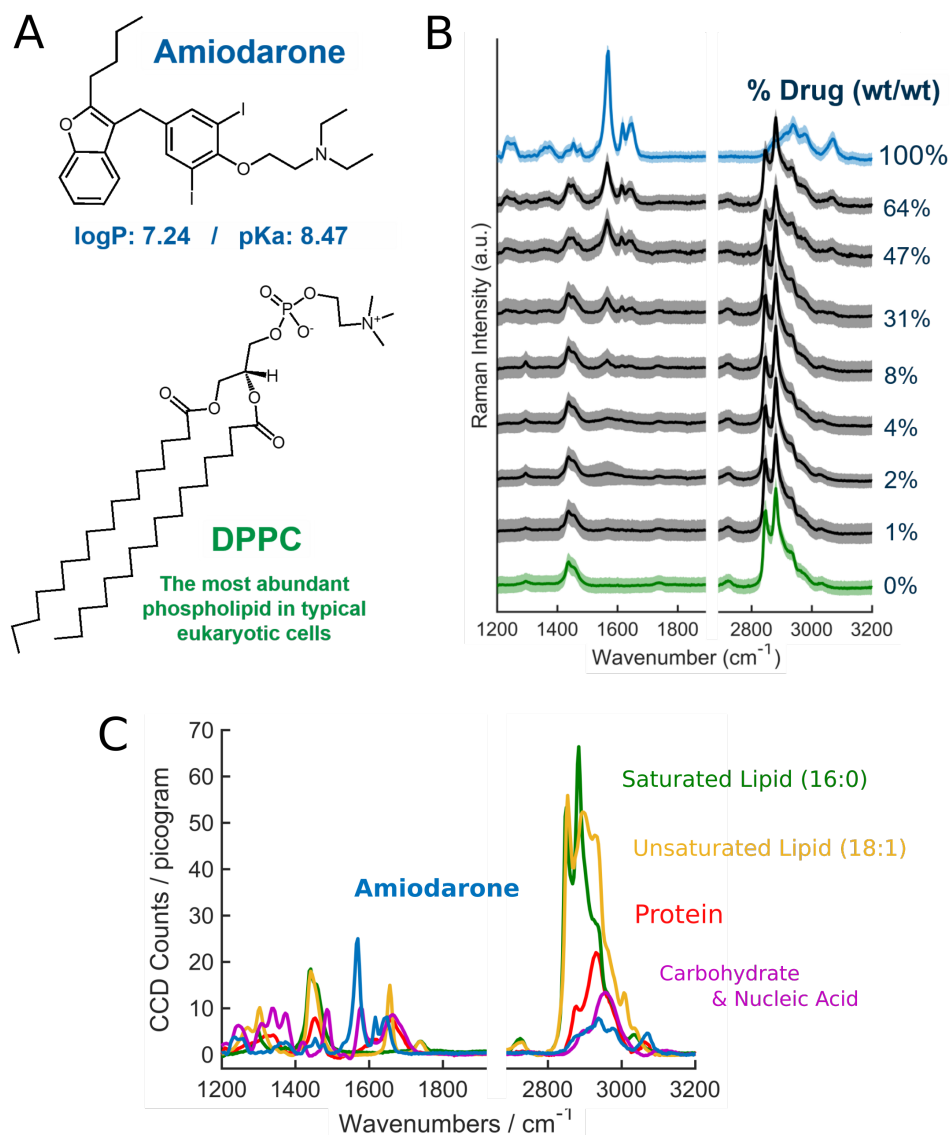 A
Amiodarone
O
I
O
N
I
logP: 7.24 / pKa: 8.47
O
O
P
O
O-
N+
O
H
O
O
O
O
DPPC
The most abundant
phospholipid in typical
eukaryotic cells
B
% Drug (wt/wt)
100%
64%
47%
31%
8%
4%
2%
1%
0%
Raman Intensity (a.u.)
1200 1400 1600 1800 2800 3000 3200
Wavenumber (cm-1)
C
70
60
50
40
30
20
10
0
CCD Counts / picogram
Amiodarone
Saturated Lipid (16:0)
Unsaturated Lipid (18:1)
Protein
Carbohydrate
& Nucleic Acid
1200 1400 1600 1800 2800 3000 3200
Wavenumbers / cm-1